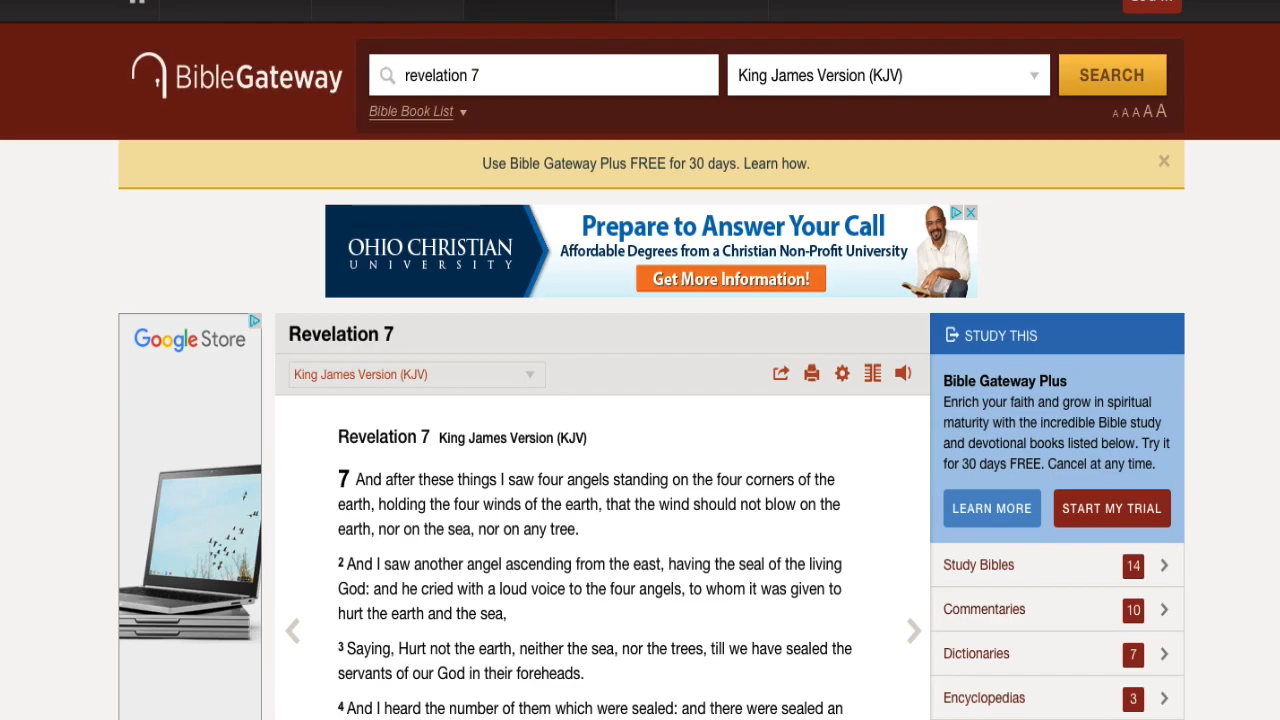 BibleGateway
revelation 7
King James Version (KJV)
SEARCH
Bible Book List
A A A A A
Use Bible Gateway Plus FREE for 30 days. Learn how.
OHIO CHRISTIAN
UNIVERSITY
Prepare to Answer Your Call
Affordable Degrees from a Christian Non-Profit University
Get More Information!
Google Store
Revelation 7
King James Version (KJV)
Revelation 7 King James Version (KJV)
7 And after these things I saw four angels standing on the four corners of the
earth, holding the four winds of the earth, that the wind should not blow on the
earth, nor on the sea, nor on any tree.
2 And I saw another angel ascending from the east, having the seal of the living
God: and he cried with a loud voice to the four angels, to whom it was given to
hurt the earth and the sea,
3 Saying, Hurt not the earth, neither the sea, nor the trees, till we have sealed the
servants of our God in their foreheads.
4 And I heard the number of them which were sealed: and there were sealed an
STUDY THIS
Bible Gateway Plus
Enrich your faith and grow in spiritual
maturity with the incredible Bible study
and devotional books listed below. Try it
for 30 days FREE. Cancel at any time.
LEARN MORE
START MY TRIAL
Study Bibles 14
Commentaries 10
Dictionaries 7
Encyclopedias 3